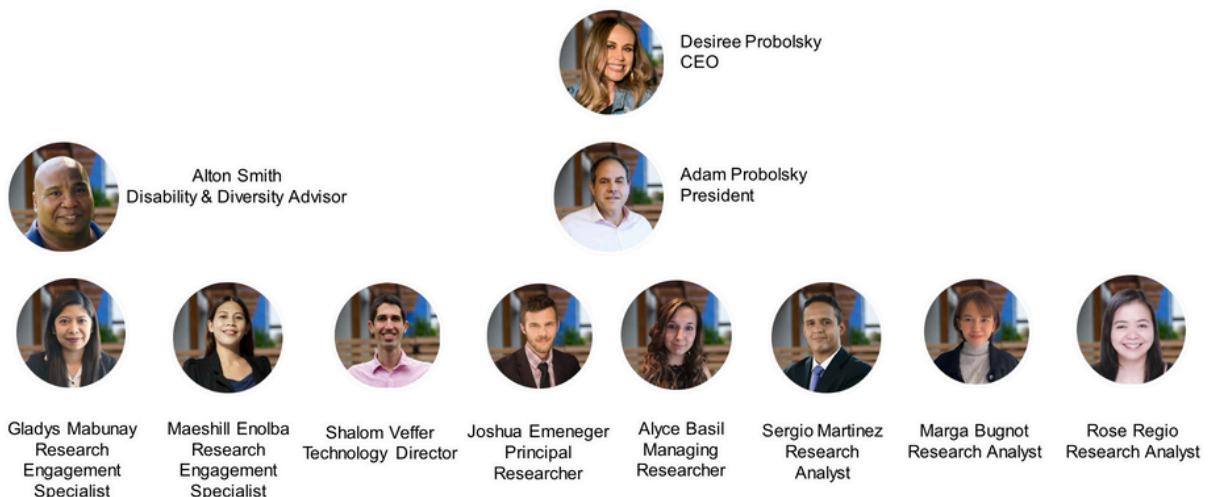 Desiree Probolsky
CEO
Alton Smith
Disability & Diversity Advisor
Adam Probolsky
President
Gladys Mabunay
Research
Engagement
Specialist
Maeshill Enolba
Research
Engagement
Specialist
Shalom Veffer
Technology Director
Joshua Emeneger
Principal
Researcher
Alyce Basil
Managing
Researcher
Sergio Martinez
Research
Analyst
Marga Bugnot
Research Analyst
Rose Regio
Research Analyst